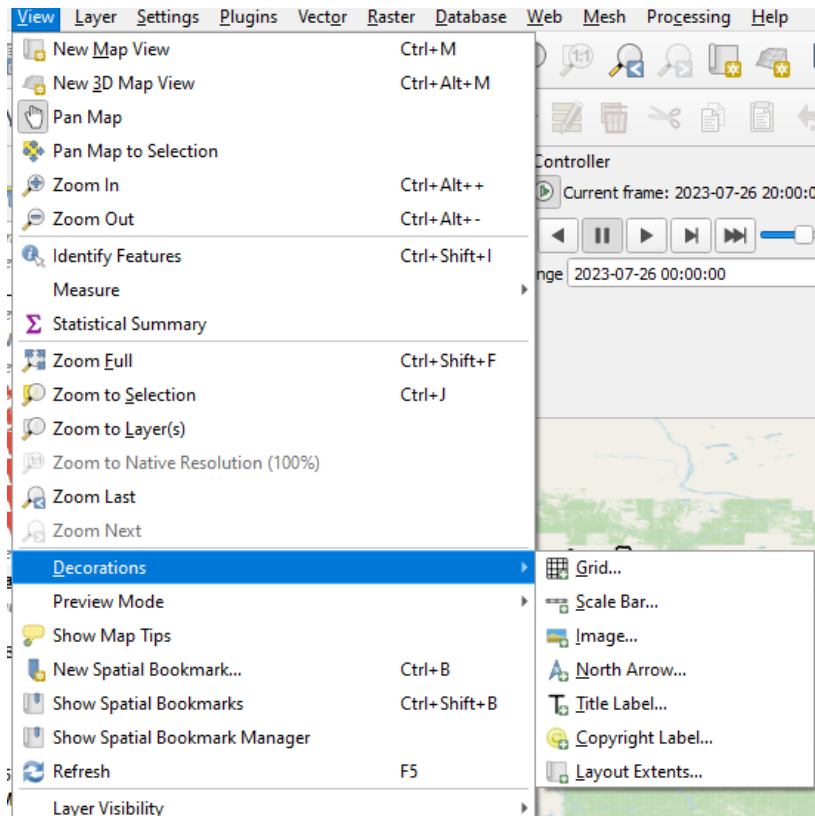 View Layer Settings Plugins Vector Raster Database Web Mesh Processing Help
New Map View Ctrl+M
New 3D Map View Ctrl+Alt+M
Pan Map
Pan Map to Selection
Zoom In Ctrl+Alt++
Zoom Out Ctrl+Alt+-
Identify Features Ctrl+Shift+I
Measure
Statistical Summary
Zoom Full Ctrl+Shift+F
Zoom to Selection Ctrl+J
Zoom to Layer(s)
Zoom to Native Resolution (100%)
Zoom Last
Zoom Next
Decorations
Preview Mode
Show Map Tips
New Spatial Bookmark... Ctrl+B
Show Spatial Bookmarks Ctrl+Shift+B
Show Spatial Bookmark Manager
Refresh F5
Layer Visibility
1:1
Controller
Current frame: 2023-07-26 20:00:0
nge 2023-07-26 00:00:00
Grid...
Scale Bar...
Image...
North Arrow...
Title Label...
Copyright Label...
Layout Extents...